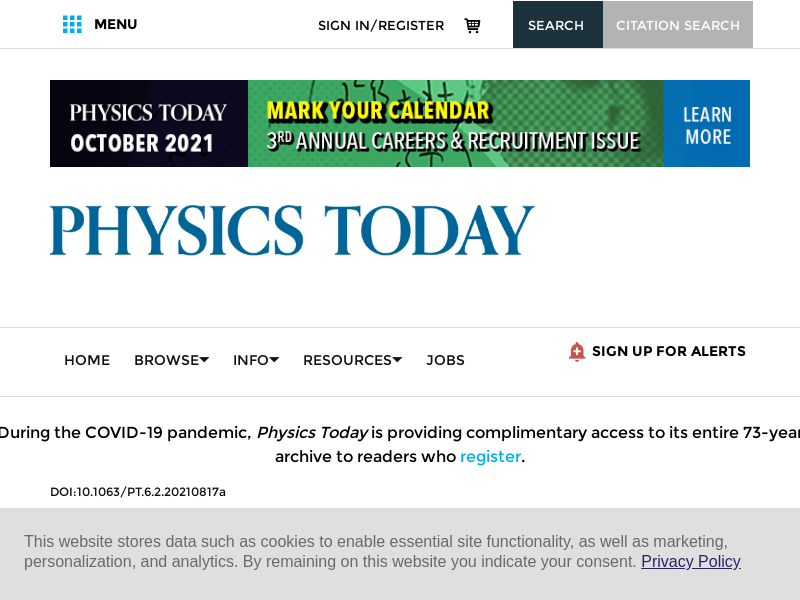 MENU
SIGN IN/REGISTER
SEARCH
CITATION SEARCH
PHYSICS TODAY
OCTOBER 2021
MARK YOUR CALENDAR
3RD ANNUAL CAREERS & RECRUITMENT ISSUE
LEARN
MORE
PHYSICS TODAY
HOME
BROWSE
INFO
RESOURCES
JOBS
SIGN UP FOR ALERTS
During the COVID-19 pandemic, Physics Today is providing complimentary access to its entire 73-year
archive to readers who register.
DOI:10.1063/PT.6.2.20210817a
This website stores data such as cookies to enable essential site functionality, as well as marketing,
personalization, and analytics. By remaining on this website you indicate your consent. Privacy Policy